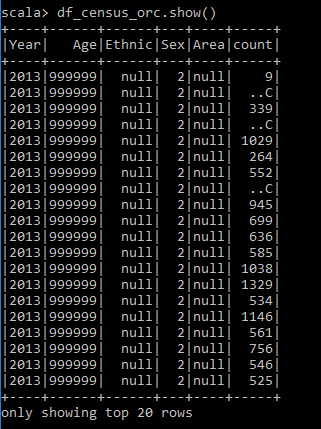 scala> df_census_orc.show()
+----+------+------+---+----+-----+
|Year|   Age|Ethnic|Sex|Area|count|
+----+------+------+---+----+-----+
|2013|999999|  null|  2|null|    9|
|2013|999999|  null|  2|null|  ..C|
|2013|999999|  null|  2|null|  339|
|2013|999999|  null|  2|null|  ..C|
|2013|999999|  null|  2|null| 1029|
|2013|999999|  null|  2|null|  264|
|2013|999999|  null|  2|null|  552|
|2013|999999|  null|  2|null|  ..C|
|2013|999999|  null|  2|null|  945|
|2013|999999|  null|  2|null|  699|
|2013|999999|  null|  2|null|  636|
|2013|999999|  null|  2|null|  585|
|2013|999999|  null|  2|null| 1038|
|2013|999999|  null|  2|null| 1329|
|2013|999999|  null|  2|null|  534|
|2013|999999|  null|  2|null| 1146|
|2013|999999|  null|  2|null|  561|
|2013|999999|  null|  2|null|  756|
|2013|999999|  null|  2|null|  546|
|2013|999999|  null|  2|null|  525|
+----+------+------+---+----+-----+
only showing top 20 rows